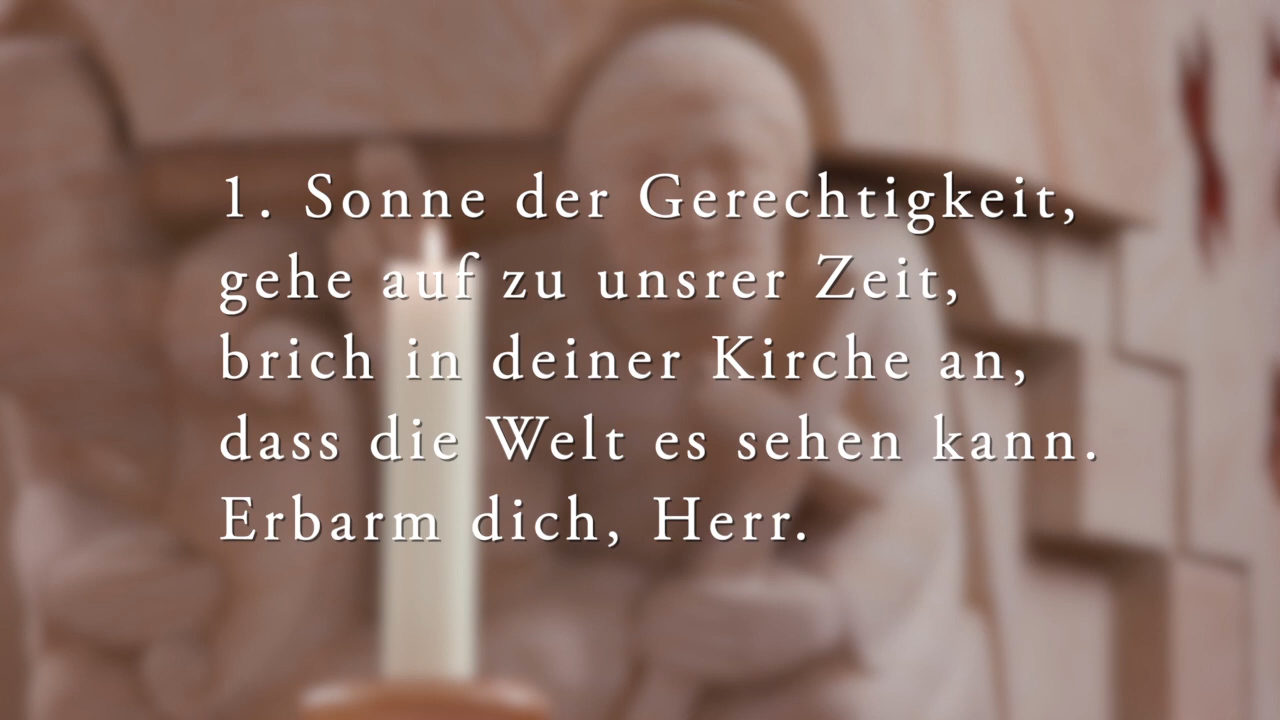 1. Sonne der Gerechtigkeit,
gehe auf zu unsrer Zeit,
brich in deiner Kirche an,
dass die Welt es sehen kann.
Erbarm dich, Herr.